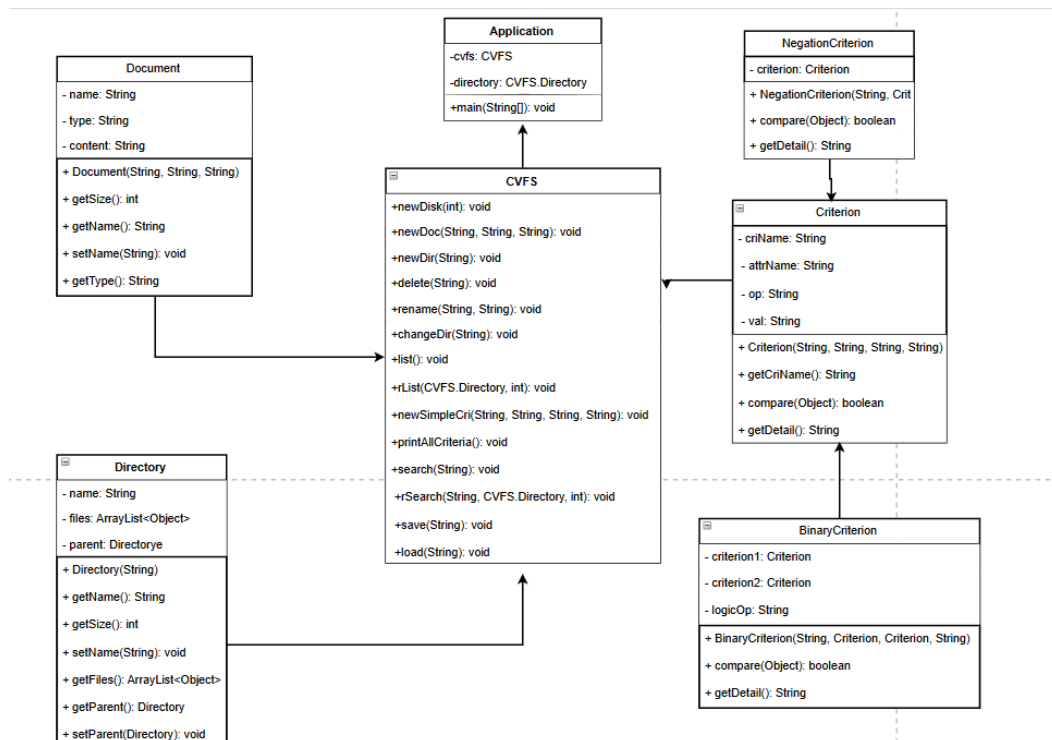 Application
-cvfs: CVFS
-directory: CVFS.Directory
+main(String[]): void
NegationCriterion
- criterion: Criterion
+ NegationCriterion(String, Crit
+ compare(Object): boolean
+ getDetail(): String
Document
- name: String
- type: String
- content: String
+ Document(String, String, String)
+ getSize(): int
+ getName(): String
+ setName(String): void
+ getType(): String
CVFS
+newDisk(int): void
+newDoc(String, String, String): void
+newDir(String): void
+delete(String): void
+rename(String, String): void
+changeDir(String): void
+list(): void
+rList(CVFS.Directory, int): void
+newSimpleCri(String, String, String, String): void
+printAllCriteria(): void
+search(String): void
+rSearch(String, CVFS.Directory, int): void
+save(String): void
+load(String): void
Criterion
- criName: String
- attrName: String
- op: String
- val: String
+ Criterion(String, String, String, String)
+ getCriName(): String
+ compare(Object): boolean
+ getDetail(): String
Directory
- name: String
- files: ArrayList<Object>
- parent: Directorye
+ Directory(String)
+ getName(): String
+ getSize(): int
+ setName(String): void
+ getFiles(): ArrayList<Object>
+ getParent(): Directory
+ setParent(Directory): void
BinaryCriterion
- criterion1: Criterion
- criterion2: Criterion
- logicOp: String
+ BinaryCriterion(String, Criterion, Criterion, String)
+ compare(Object): boolean
+ getDetail(): String